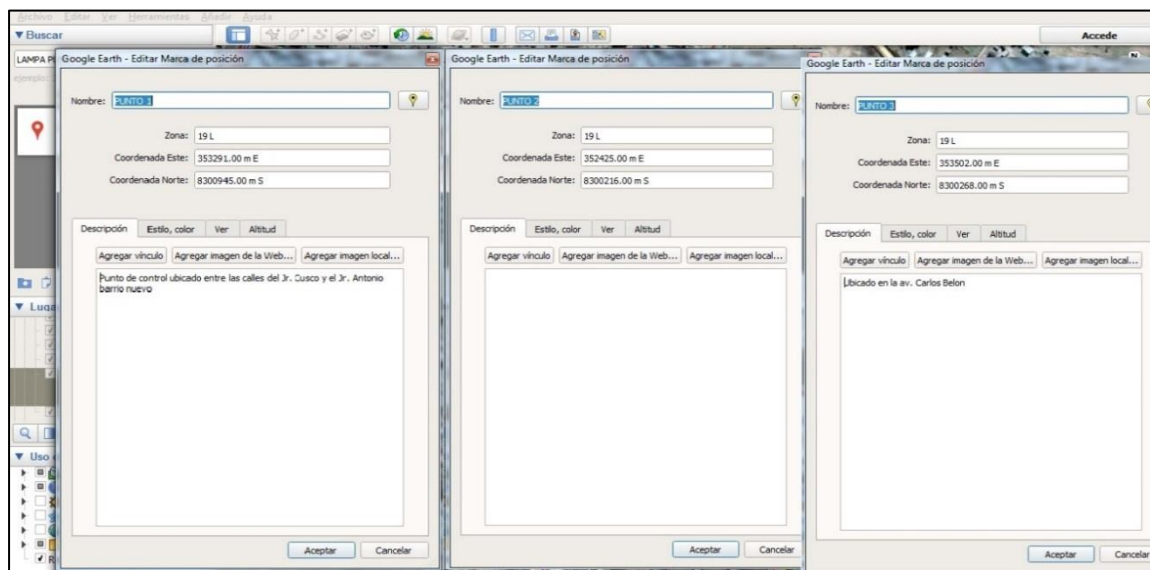 Archivo Editar Ver Herramientas Añadir Ayuda
Buscar
Accede
N
LAMPA
ejemplo:
Luga
Uso
Google Earth - Editar Marca de posición
Nombre: PUNTO 1
Zona: 19 L
Coordenada Este: 353291.00 m E
Coordenada Norte: 8300945.00 m S
Descripción Estilo, color Ver Altitud
Agregar vínculo Agregar imagen de la Web... Agregar imagen local...
Punto de control ubicado entre las calles del Jr. Cusco y el Jr. Antonio
barrio nuevo
Aceptar Cancelar
Google Earth - Editar Marca de posición
Nombre: PUNTO 2
Zona: 19 L
Coordenada Este: 352425.00 m E
Coordenada Norte: 8300216.00 m S
Descripción Estilo, color Ver Altitud
Agregar vínculo Agregar imagen de la Web... Agregar imagen local...
Aceptar Cancelar
Google Earth - Editar Marca de posición
Nombre: PUNTO 3
Zona: 19 L
Coordenada Este: 353502.00 m E
Coordenada Norte: 8300268.00 m S
Descripción Estilo, color Ver Altitud
Agregar vínculo Agregar imagen de la Web... Agregar imagen local...
Ubicado en la av. Carlos Belon
Aceptar Cancelar